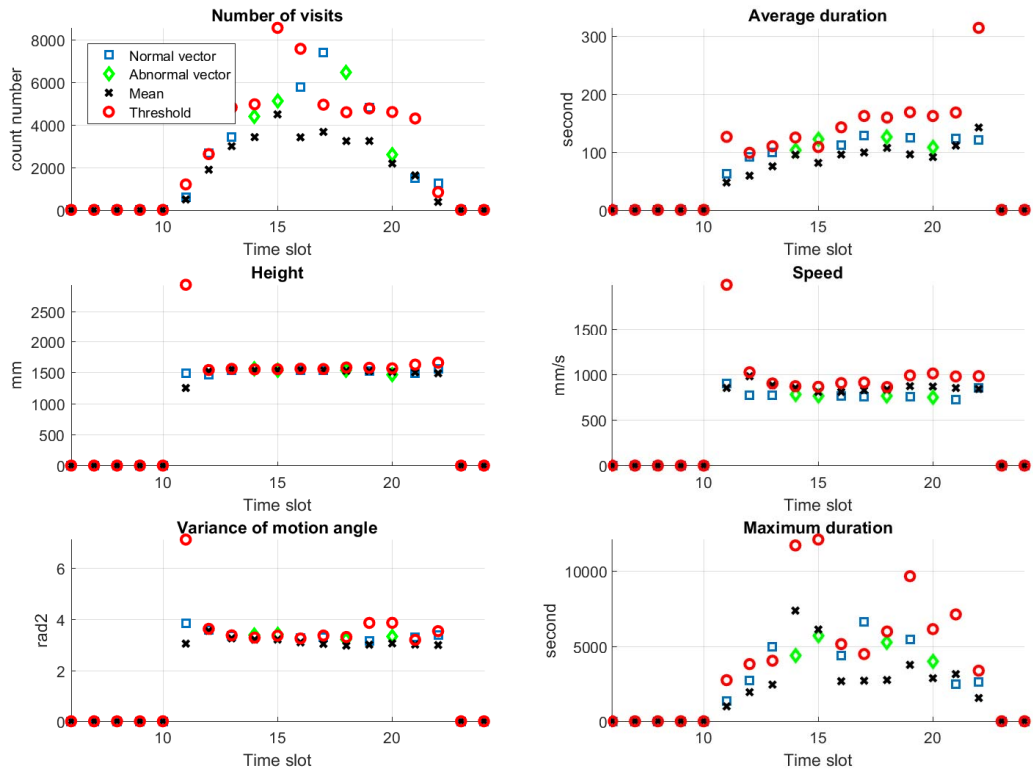 Number of visits
8000
6000
4000
2000
0
count number
10
15
20
Time slot
Normal vector
Abnormal vector
Mean
Threshold
Average duration
300
200
100
0
second
10
15
20
Time slot
Height
2500
2000
1500
1000
500
0
mm
10
15
20
Time slot
Speed
1500
1000
500
0
mm/s
10
15
20
Time slot
Variance of motion angle
6
4
2
0
rad2
10
15
20
Time slot
Maximum duration
10000
5000
0
second
10
15
20
Time slot